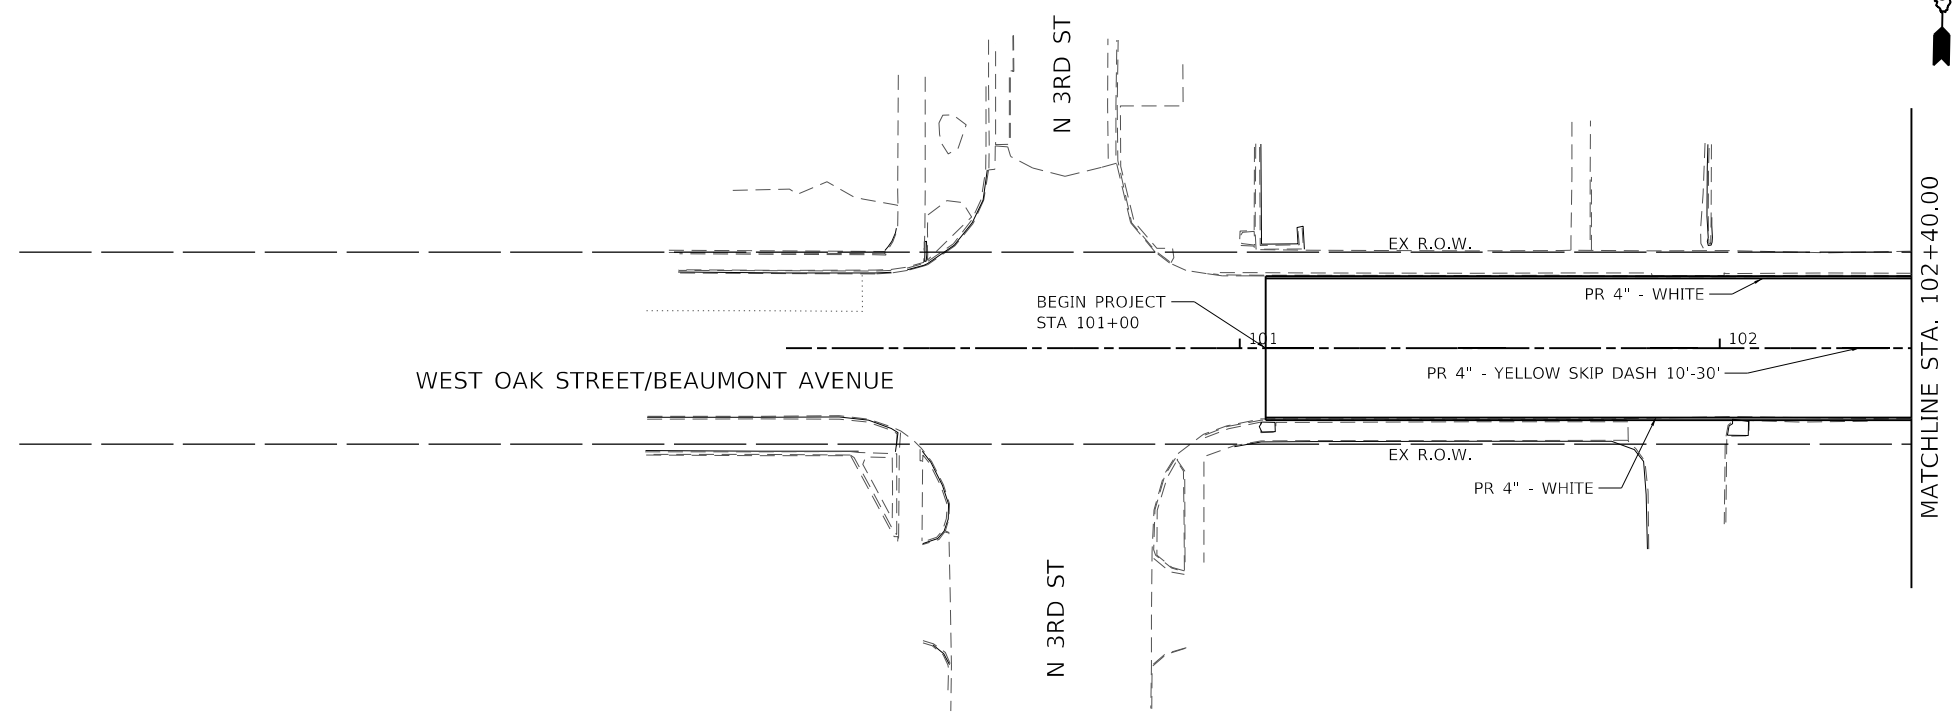 N 3RD ST
EX R.O.W.
PR 4" - WHITE
BEGIN PROJECT
STA 101+00
101
102
PR 4" - YELLOW SKIP DASH 10'-30'
WEST OAK STREET/BEAUMONT AVENUE
EX R.O.W.
PR 4" - WHITE
N 3RD ST
MATCHLINE STA. 102+40.00